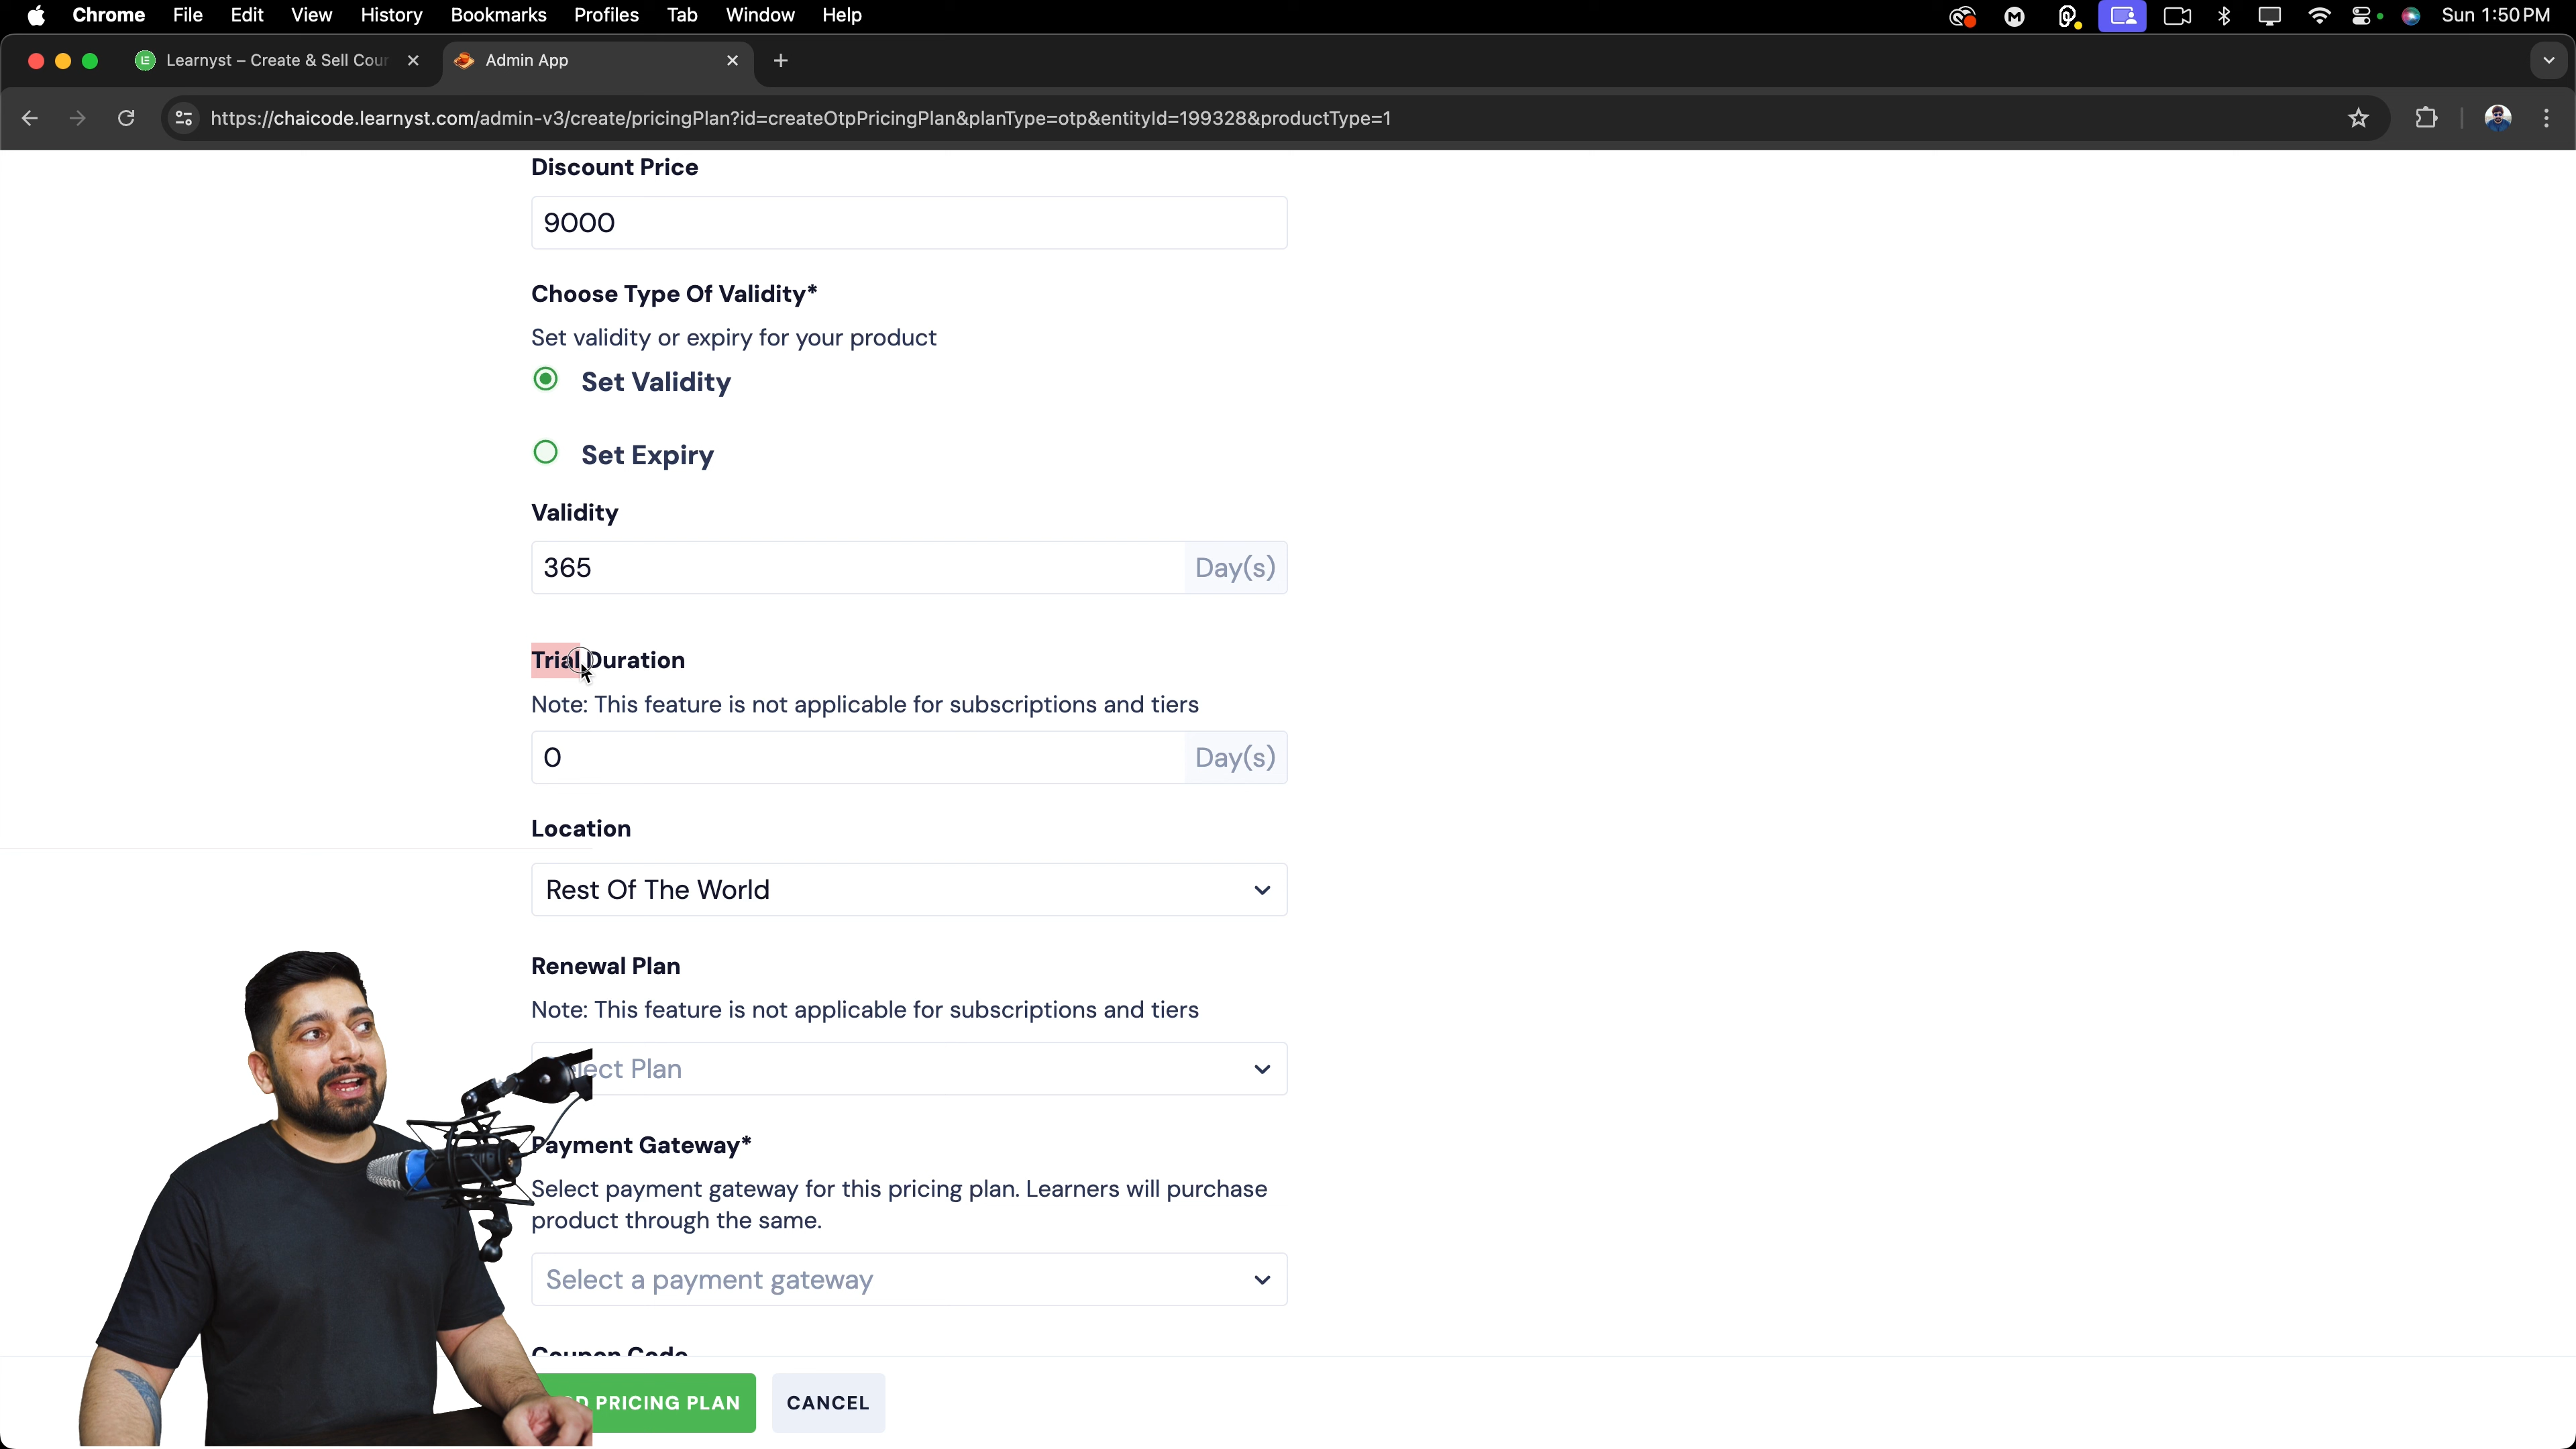 Chrome File Edit View History Bookmarks Profiles Tab Window Help
Sun 1:50 PM
Learnyst – Create & Sell Cour
Admin App
https://chaicode.learnyst.com/admin-v3/create/pricingPlan?id=createOtpPricingPlan&planType=otp&entityId=199328&productType=1
Discount Price
9000
Choose Type Of Validity*
Set validity or expiry for your product
Set Validity
Set Expiry
Validity
365 Day(s)
Trial Duration
Note: This feature is not applicable for subscriptions and tiers
0 Day(s)
Location
Rest Of The World
Renewal Plan
Note: This feature is not applicable for subscriptions and tiers
Plan
Payment Gateway*
Select payment gateway for this pricing plan. Learners will purchase
product through the same.
Select a payment gateway
Coupon Code
PRICING PLAN
CANCEL